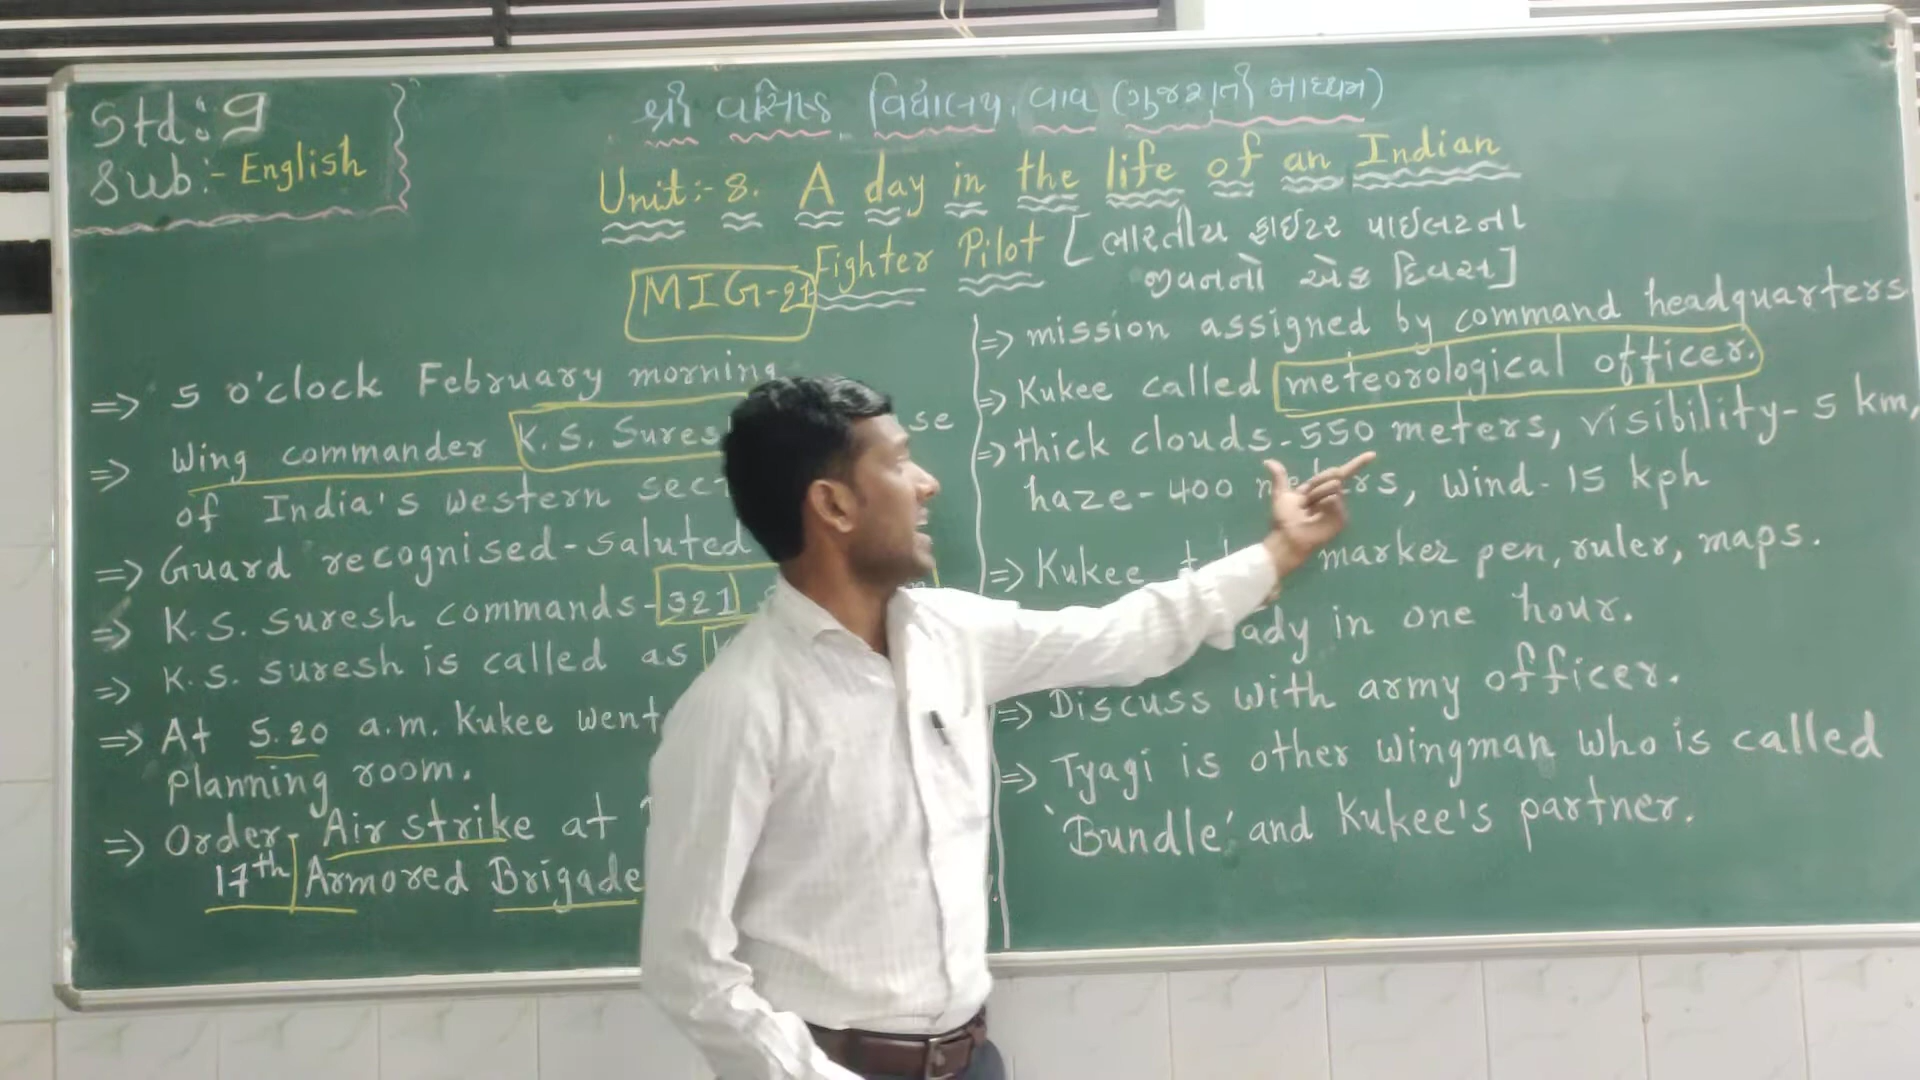 Std:9
Sub:- English
શ્રી વસિષ્ઠ વિદ્યાલય, વાવ (ગુજરાતી માધ્યમ)
Unit:- 8. A day in the life of an Indian
Fighter Pilot [ભારતીય ફાઈટર પાઈલટના
જીવનનો એક દિવસ]
MIG-21
=> 5 o'clock February morning
=> Wing commander K.S. Sures se
of India's western sec
=> Guard recognised-saluted
=> K.S. Suresh commands-321
=> K.S. Suresh is called as
=> At 5.20 a.m. Kukee went
planning room.
=> Order- Air strike at
17th Armored Brigade
=> mission assigned by command headquarters
=> Kukee called meteorological officer.
=> thick clouds-550 meters, visibility-5 km,
haze-400 meters, Wind-15 kph
=> Kukee marker pen, ruler, maps.
ady in one hour.
=> Discuss with army officer.
=> Tyagi is other wingman who is called
'Bundle' and Kukee's partner.